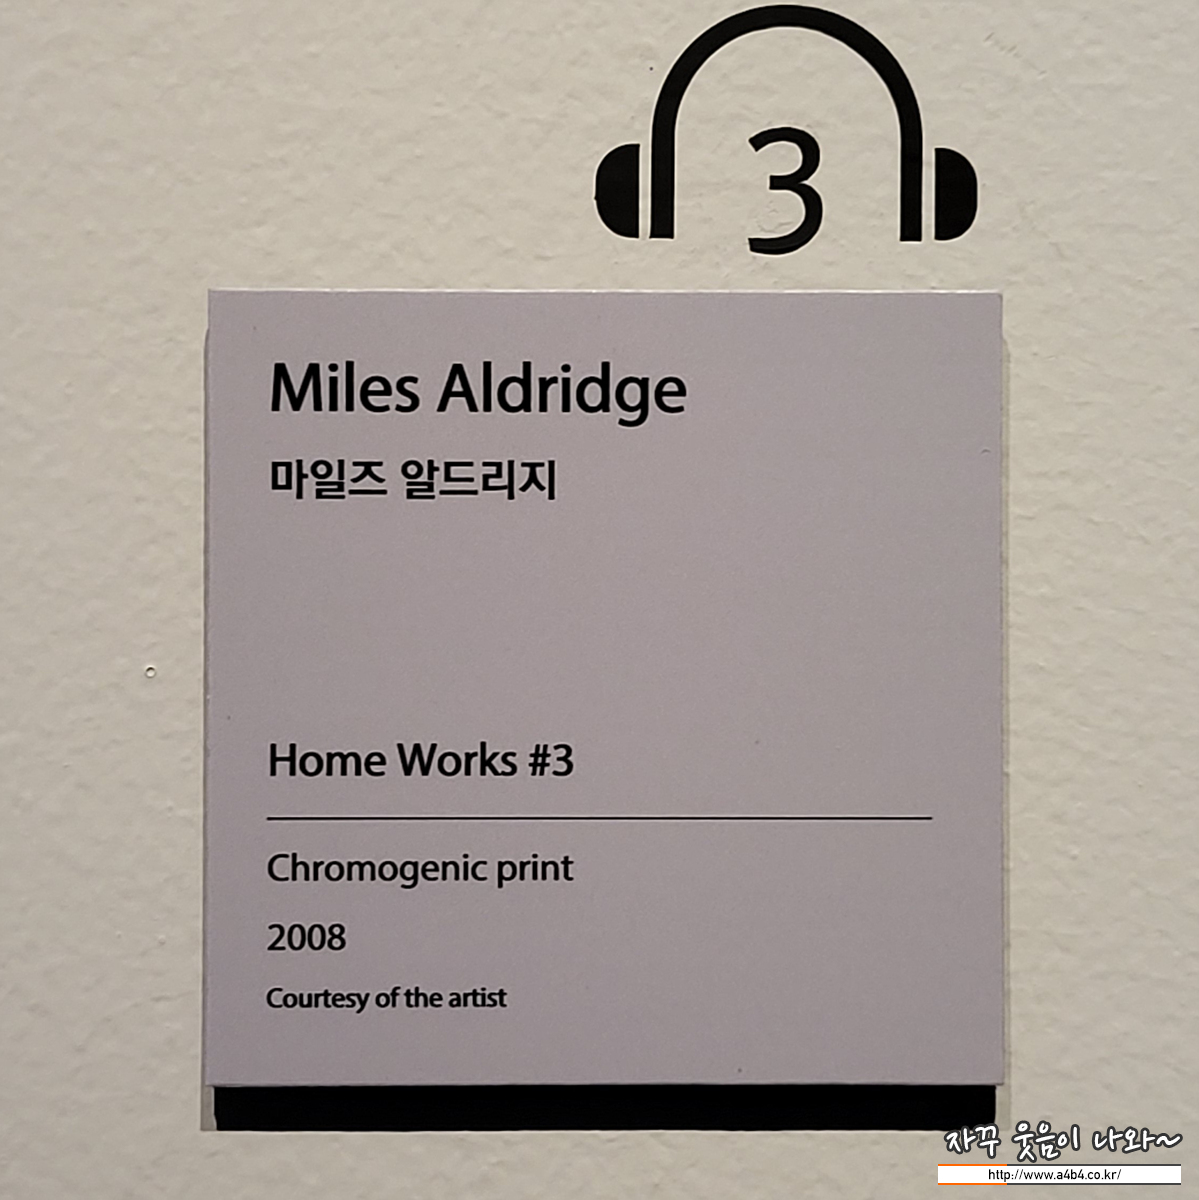 3
Miles Aldridge
마일즈 알드리지
Home Works #3
Chromogenic print
2008
Courtesy of the artist
자꾸 웃음이 나와~
http://www.a4b4.co.kr/